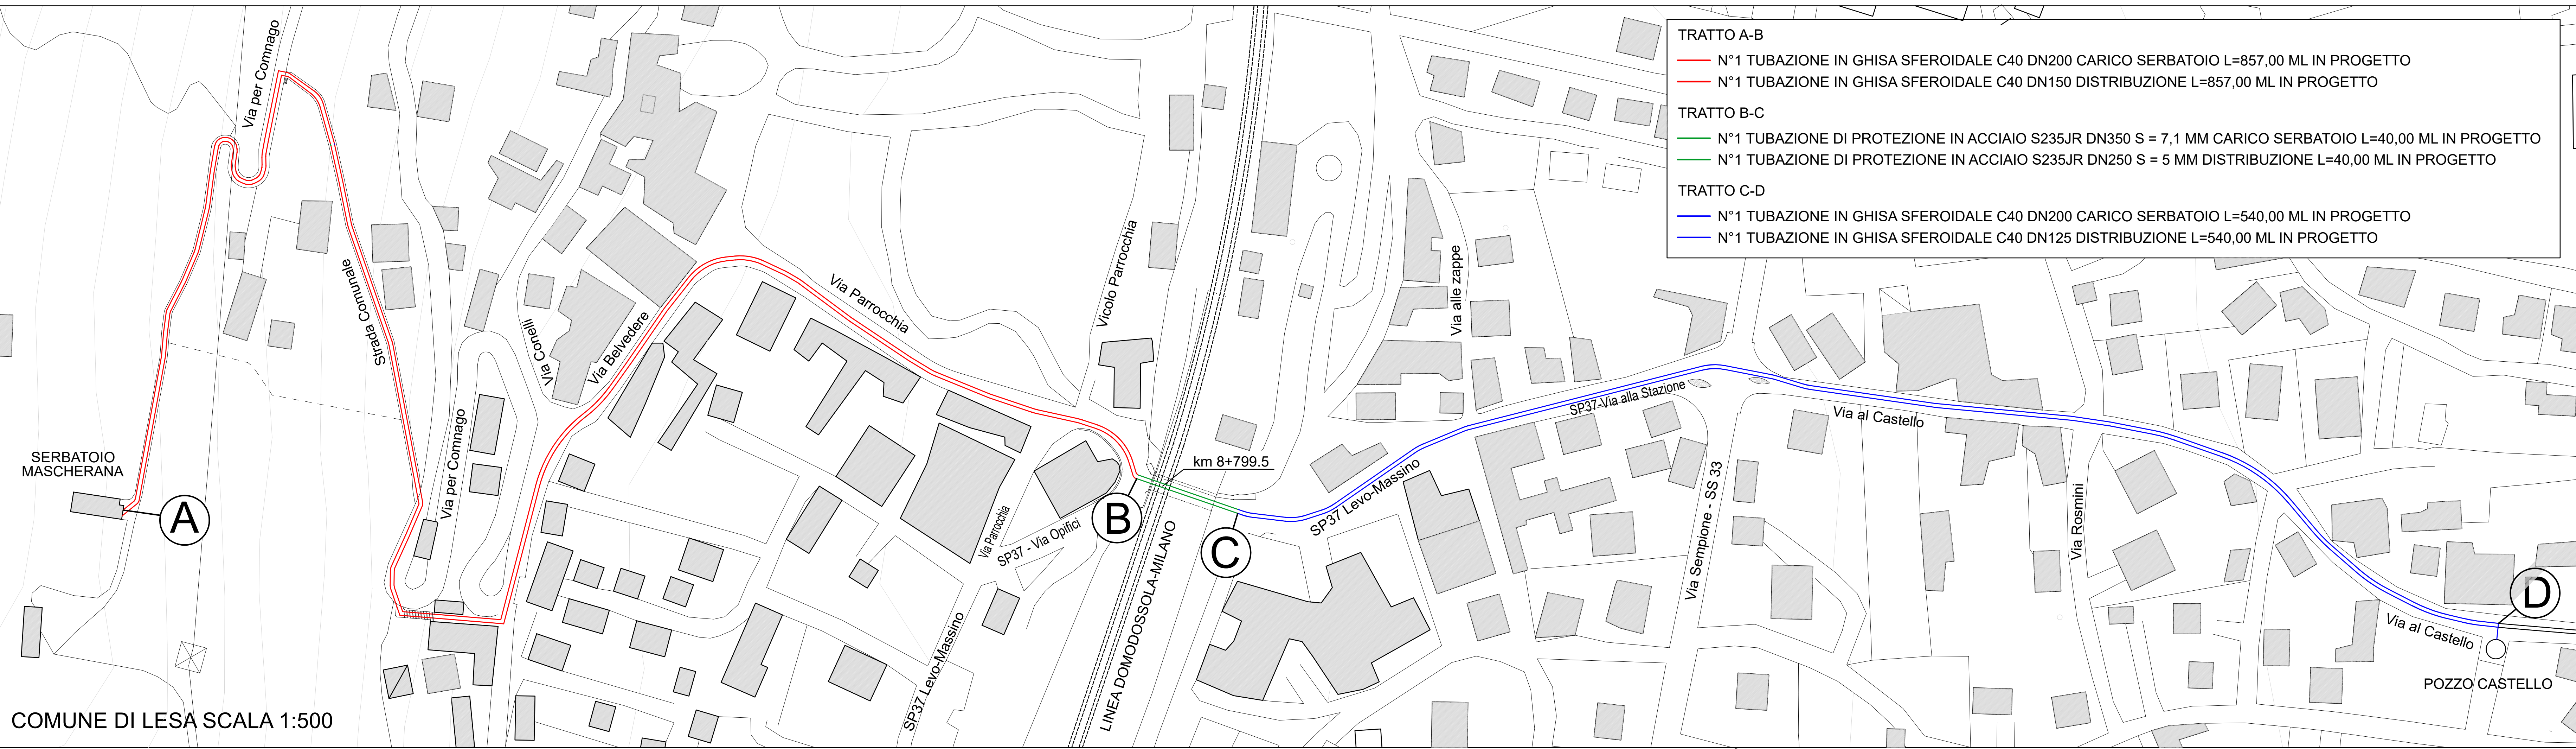 TRATTO A-B
N°1 TUBAZIONE IN GHISA SFEROIDALE C40 DN200 CARICO SERBATOIO L=857,00 ML IN PROGETTO
N°1 TUBAZIONE IN GHISA SFEROIDALE C40 DN150 DISTRIBUZIONE L=857,00 ML IN PROGETTO
TRATTO B-C
N°1 TUBAZIONE DI PROTEZIONE IN ACCIAIO S235JR DN350 S = 7,1 MM CARICO SERBATOIO L=40,00 ML IN PROGETTO
N°1 TUBAZIONE DI PROTEZIONE IN ACCIAIO S235JR DN250 S = 5 MM DISTRIBUZIONE L=40,00 ML IN PROGETTO
TRATTO C-D
N°1 TUBAZIONE IN GHISA SFEROIDALE C40 DN200 CARICO SERBATOIO L=540,00 ML IN PROGETTO
N°1 TUBAZIONE IN GHISA SFEROIDALE C40 DN125 DISTRIBUZIONE L=540,00 ML IN PROGETTO
Via per Comnago
Strada Comunale
Via per Comnago
Via Conelli
Via Belvedere
Via Parrocchia
Vicolo Parrocchia
Via alle zappe
SERBATOIO
MASCHERANA
A
B
C
D
km 8+799.5
Via Parrocchia
SP37 - Via Opifici
SP37 Levo-Massino
LINEA DOMODOSSOLA-MILANO
SP37 Levo-Massino
SP37-Via alla Stazione
Via Sempione - SS 33
Via al Castello
Via Rosmini
Via al Castello
POZZO CASTELLO
COMUNE DI LESA SCALA 1:500